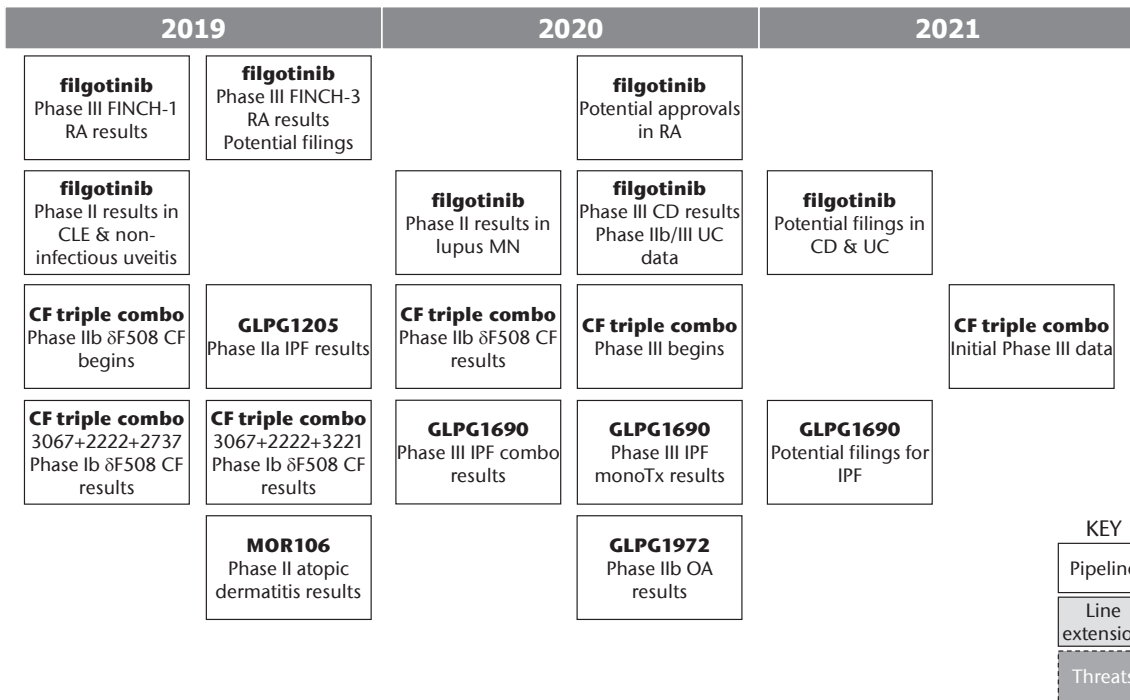 2019
2020
2021
filgotinib
Phase III FINCH-1
RA results
filgotinib
Phase III FINCH-3
RA results
Potential filings
filgotinib
Potential approvals
in RA
filgotinib
Phase II results in
CLE & non-
infectious uveitis
filgotinib
Phase II results in
lupus MN
filgotinib
Phase III CD results
Phase IIb/III UC
data
filgotinib
Potential filings in
CD & UC
CF triple combo
Phase IIb δF508 CF
begins
GLPG1205
Phase IIa IPF results
CF triple combo
Phase IIb δF508 CF
results
CF triple combo
Phase III begins
CF triple combo
Initial Phase III data
CF triple combo
3067+2222+2737
Phase Ib δF508 CF
results
CF triple combo
3067+2222+3221
Phase Ib δF508 CF
results
GLPG1690
Phase III IPF combo
results
GLPG1690
Phase III IPF
monoTx results
GLPG1690
Potential filings for
IPF
MOR106
Phase II atopic
dermatitis results
GLPG1972
Phase IIb OA
results
KEY
Pipeline
Line
extensio
Threats